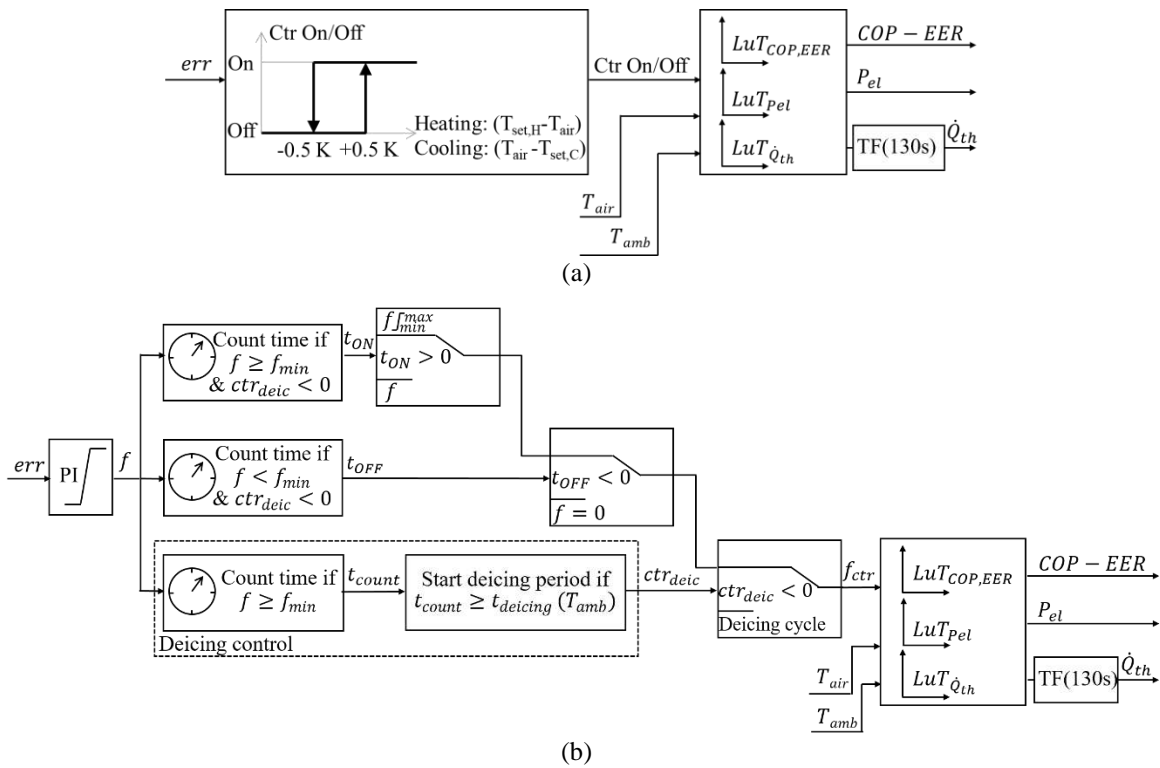 Ctr On/Off
On
err
Off
-0.5 K +0.5 K
Heating: (T_set,H-T_air)
Cooling: (T_air -T_set,C)
Ctr On/Off
LuT_COP,EER
LuT_Pel
LuT_Q̇th
COP − EER
P_el
TF(130s)
Q̇_th
T_air
T_amb
(a)
Count time if
f ≥ f_min
& ctr_deic < 0
t_ON
f∫_min^max
t_ON > 0
f
err
PI
f
Count time if
f < f_min
& ctr_deic < 0
t_OFF
t_OFF < 0
f = 0
Count time if
f ≥ f_min
t_count
Start deicing period if
t_count ≥ t_deicing (T_amb)
Deicing control
ctr_deic
ctr_deic < 0
Deicing cycle
f_ctr
LuT_COP,EER
LuT_Pel
LuT_Q̇th
COP − EER
P_el
TF(130s)
Q̇_th
T_air
T_amb
(b)